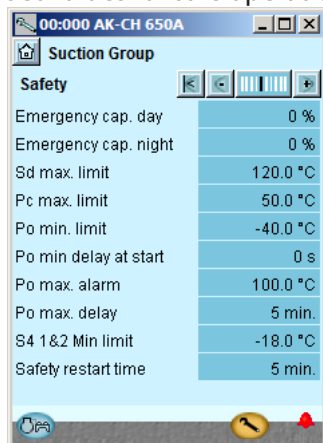 00:000 AK-CH 650A
Suction Group
Safety
Emergency cap. day 0 %
Emergency cap. night 0 %
Sd max. limit 120.0 °C
Pc max. limit 50.0 °C
Po min. limit -40.0 °C
Po min delay at start 0 s
Po max. alarm 100.0 °C
Po max. delay 5 min.
S4 1&2 Min limit -18.0 °C
Safety restart time 5 min.